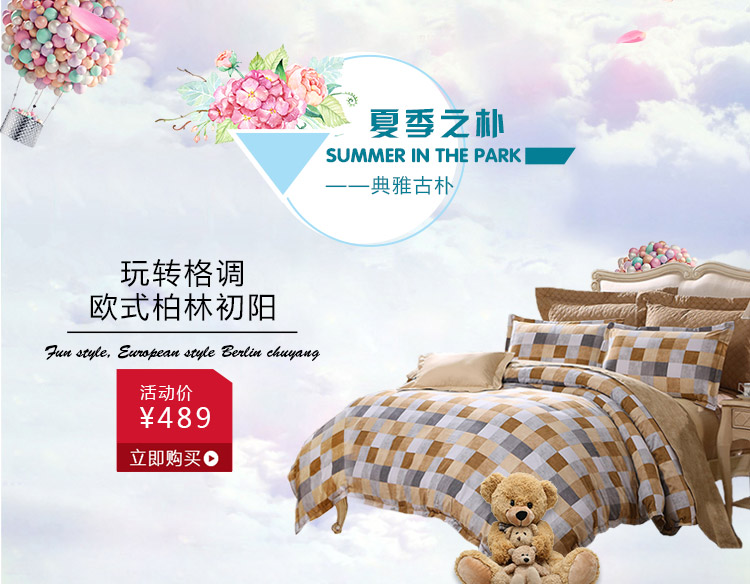 夏季之朴
SUMMER IN THE PARK
——典雅古朴
玩转格调
欧式柏林初阳
Fun style, European style Berlin chuyang
活动价
¥489
立即购买